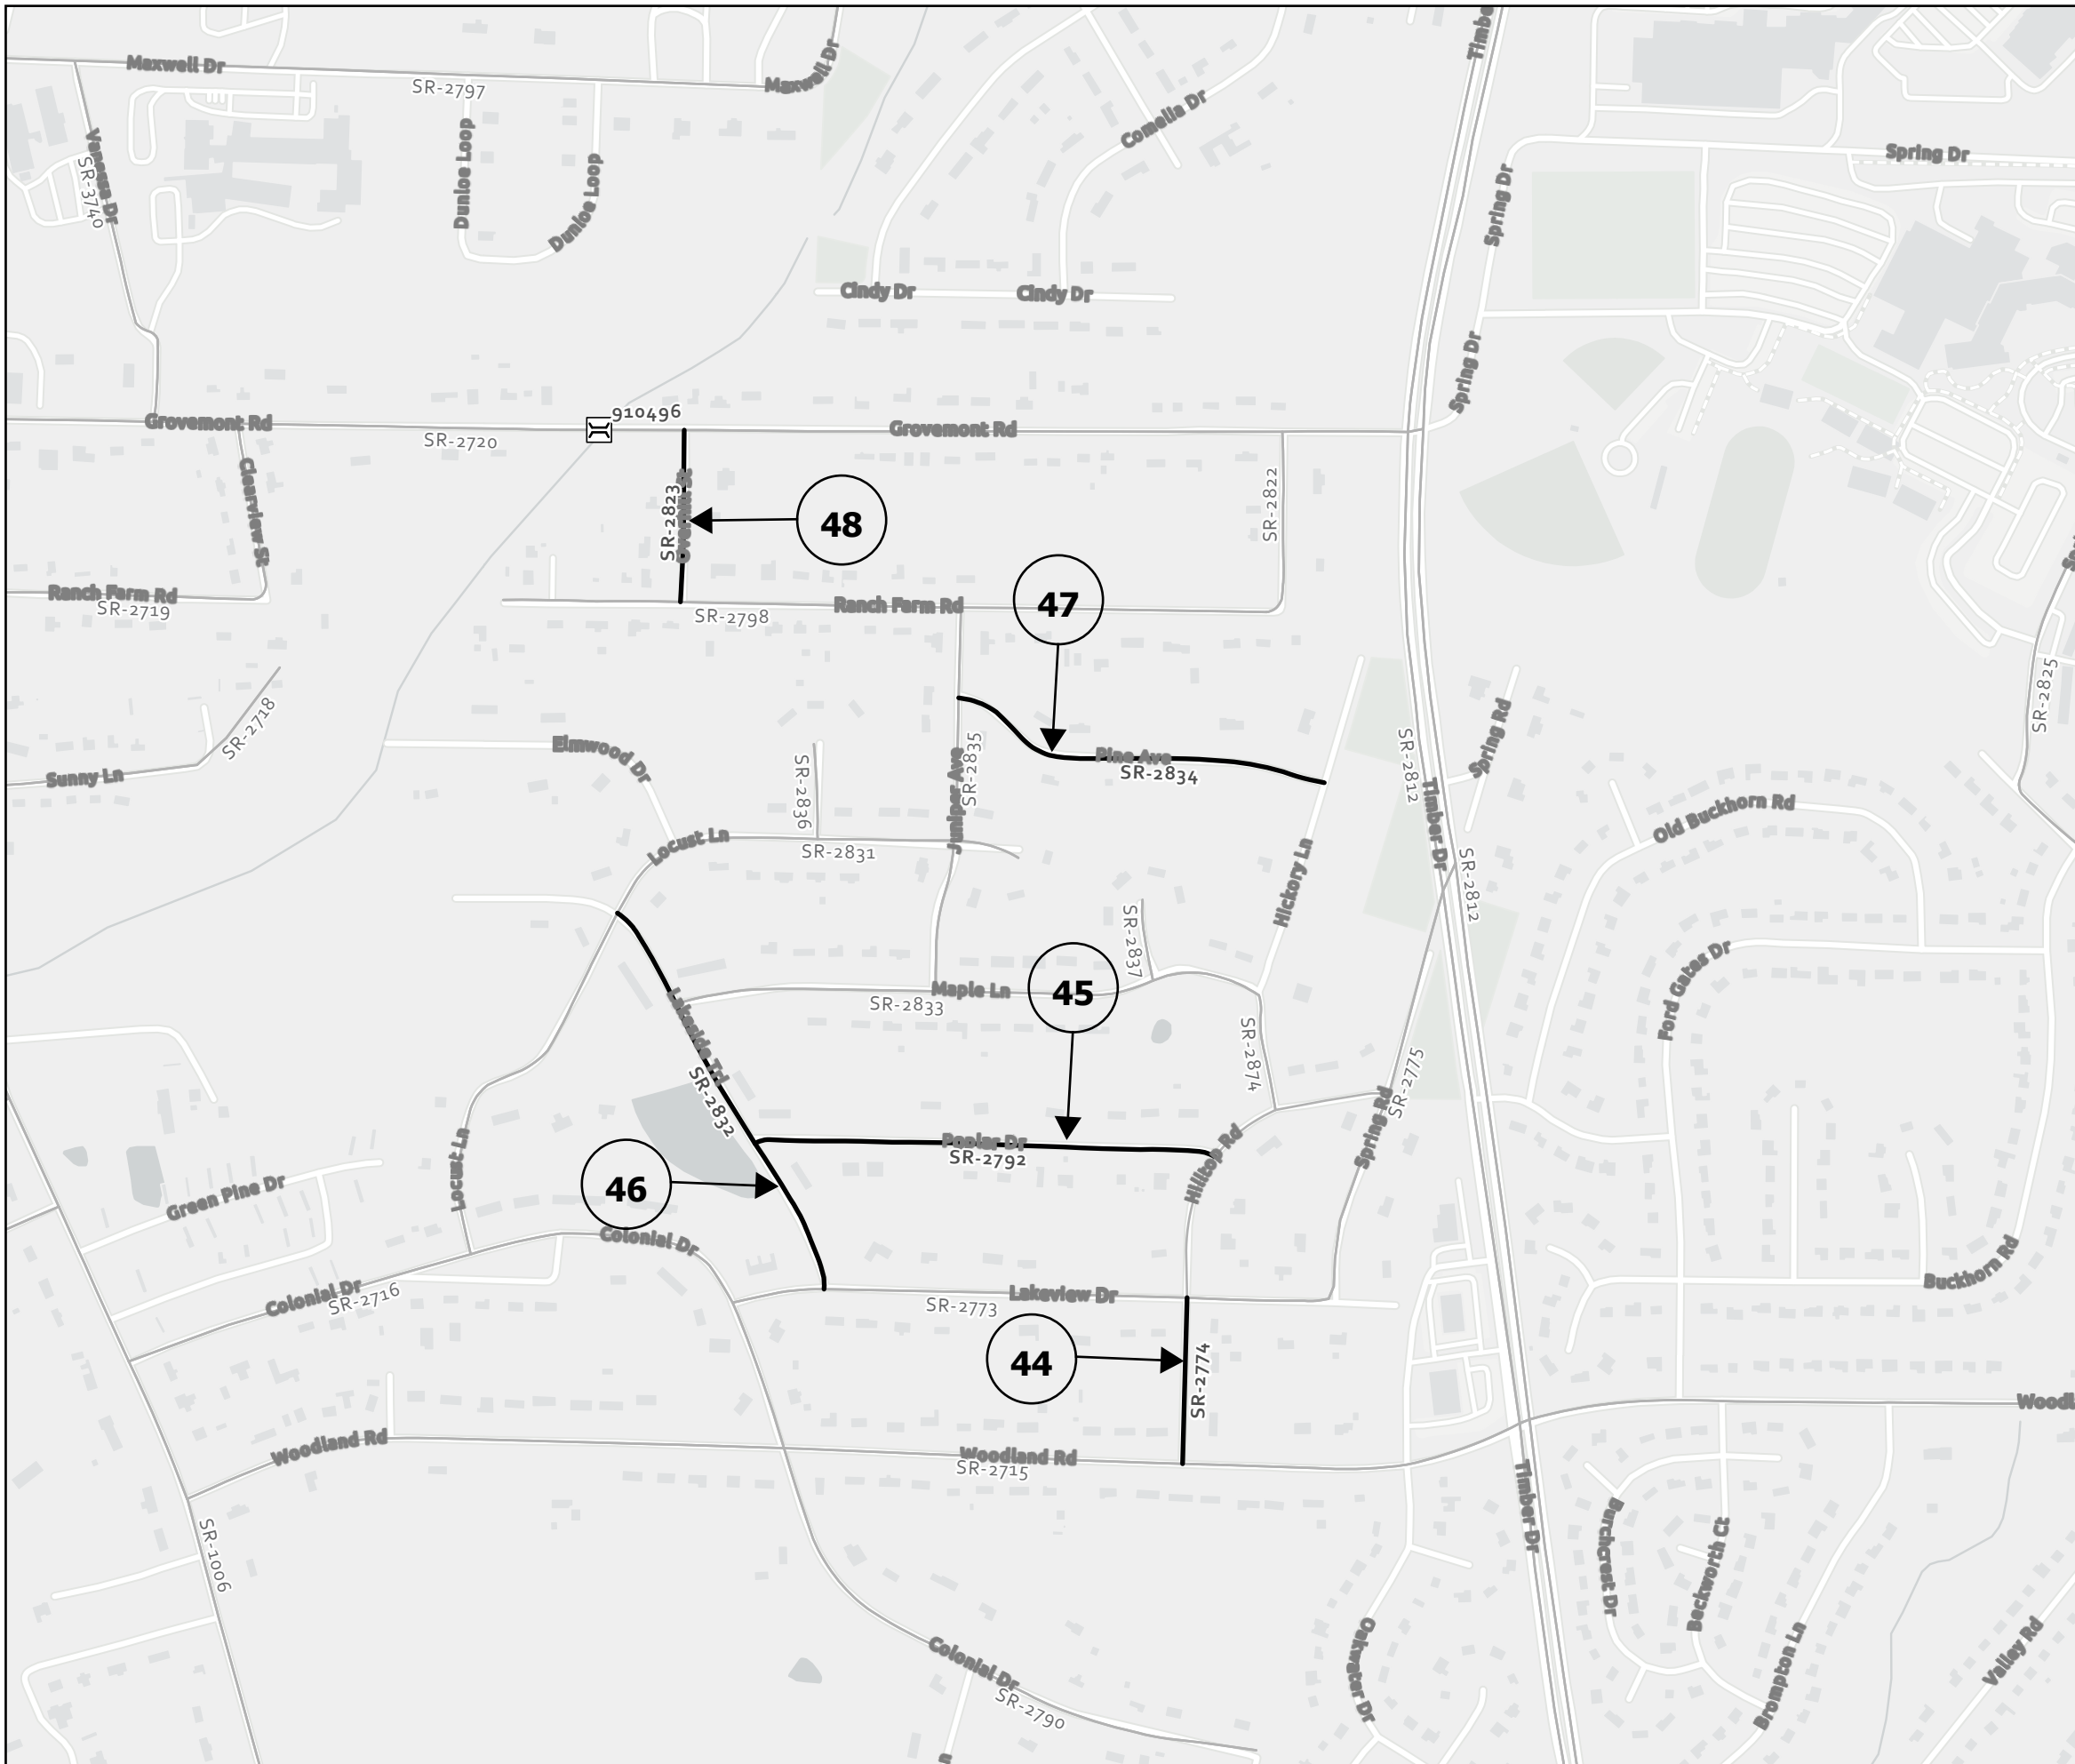 Timbe
Maxwell Dr
Maxwell Dr
SR-2797
Comelia Dr
Vanessa Dr
SR-3740
Dunloe Loop
Dunloe Loop
Spring Dr
Spring Dr
Cindy Dr
Cindy Dr
Spring Dr
910496
Grovemont Rd
SR-2720
Grovemont Rd
Clearview St
SR-2823
48
SR-2822
Ranch Farm Rd
SR-2719
SR-2798
Ranch Farm Rd
47
SR-2825
SR-2718
Sunny Ln
Elmwood Dr
SR-2836
Juniper Ave
SR-2835
Pine Ave
SR-2834
SR-2812
Spring Rd
Timber Dr
Old Buckhorn Rd
Locust Ln
SR-2831
Hickory Ln
SR-2812
SR-2837
Ford Gates Dr
45
Maple Ln
SR-2833
Lakeside Trl
SR-2832
SR-2874
SR-2775
Spring Rd
Poplar Dr
SR-2792
Hilltop Rd
Locust Ln
46
Green Pine Dr
Colonial Dr
Buckhorn Rd
Colonial Dr
SR-2716
Lakeview Dr
SR-2773
44
SR-2774
Woodl
Woodland Rd
Woodland Rd
SR-2715
Timber Dr
SR-1006
Burchcrest Dr
Beckworth Ct
Oakwater Dr
Brompton Ln
Valley Rd
Colonial Dr
SR-2790
n